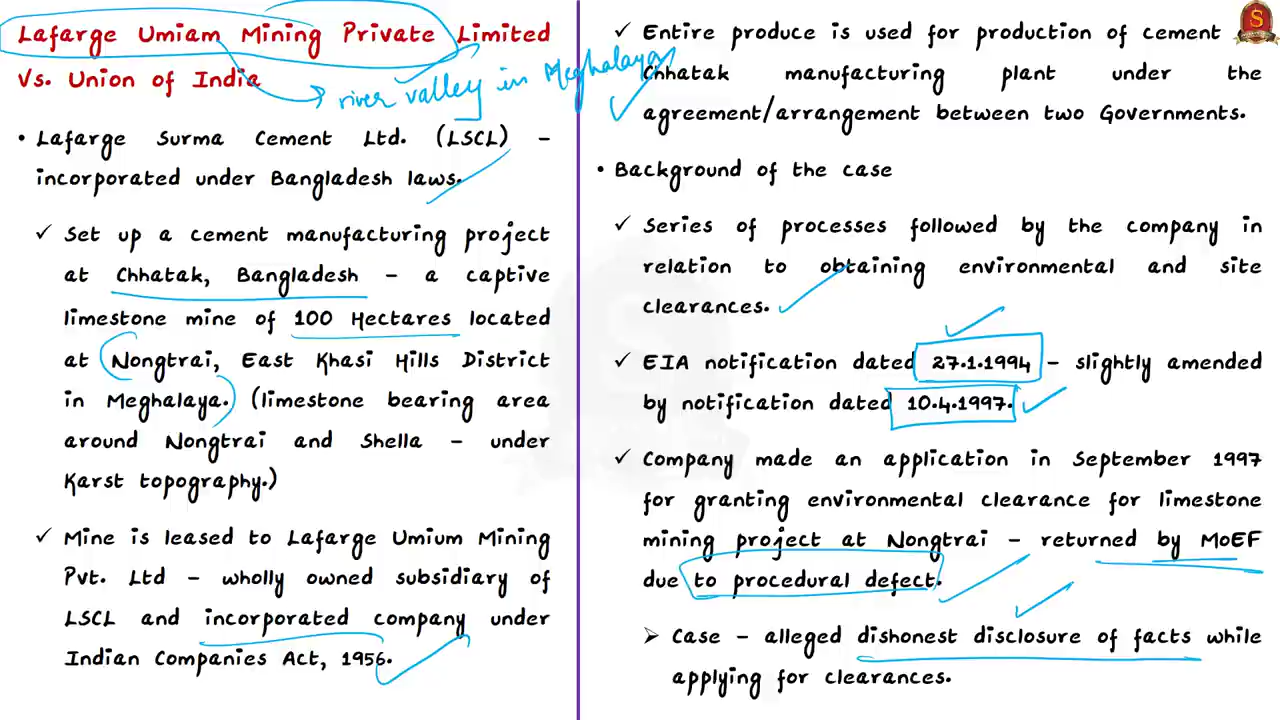 Lafarge Umiam Mining Private Limited
Vs. Union of India
river valley in Meghalaya
• Lafarge Surma Cement Ltd. (LSCL) –
incorporated under Bangladesh laws.
✓ Set up a cement manufacturing project
at Chhatak, Bangladesh – a captive
limestone mine of 100 Hectares located
at Nongtrai, East Khasi Hills District
in Meghalaya. (limestone bearing area
around Nongtrai and Shella – under
Karst topography.)
✓ Mine is leased to Lafarge Umium Mining
Pvt. Ltd – wholly owned subsidiary of
LSCL and incorporated company under
Indian Companies Act, 1956.
✓ Entire produce is used for production of cement
Chhatak manufacturing plant under the
agreement/arrangement between two Governments.
• Background of the case
✓ Series of processes followed by the company in
relation to obtaining environmental and site
clearances.
✓ EIA notification dated 27.1.1994 – slightly amended
by notification dated 10.4.1997.
✓ Company made an application in September 1997
for granting environmental clearance for limestone
mining project at Nongtrai – returned by MoEF
due to procedural defect.
➢ Case – alleged dishonest disclosure of facts while
applying for clearances.
S